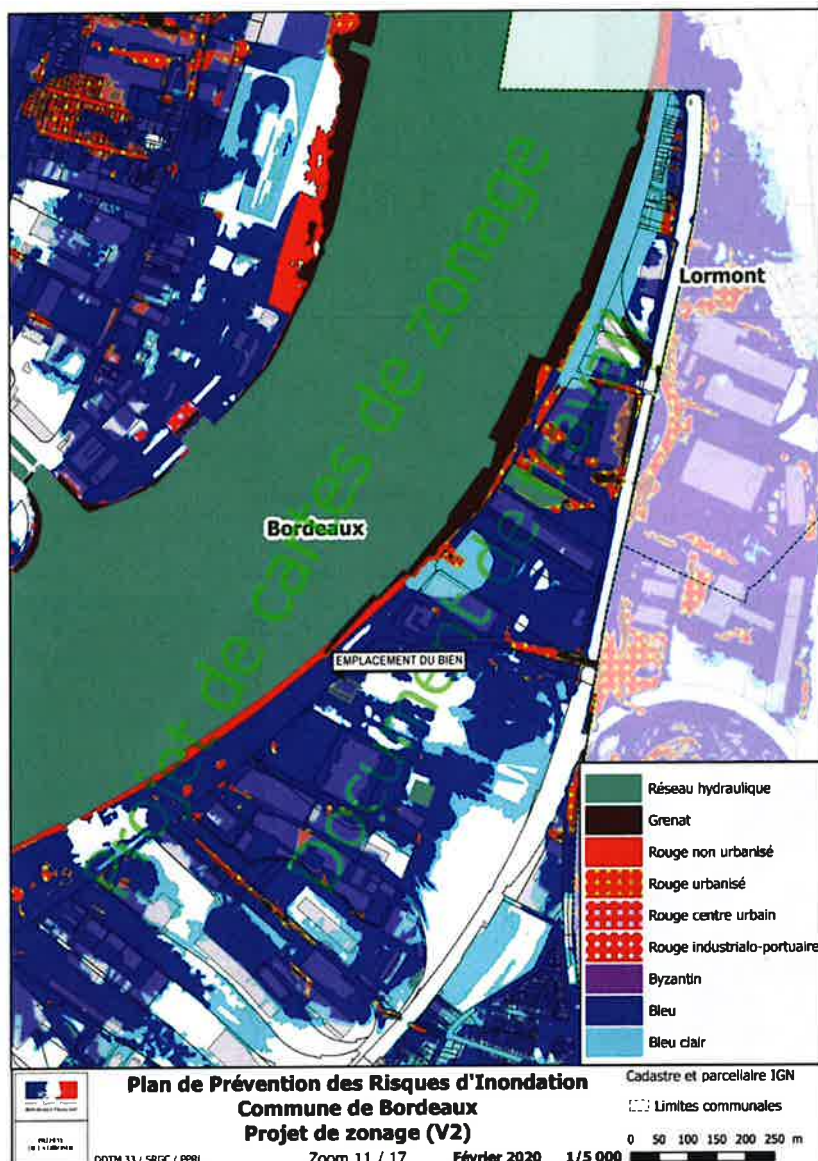 Lormont
Projet de cartes de zonage
Document de travail
Bordeaux
EMPLACEMENT DU BIEN
Réseau hydraulique
Grenat
Rouge non urbanisé
Rouge urbanisé
Rouge centre urbain
Rouge industrialo-portuaire
Byzantin
Bleu
Bleu clair
Plan de Prévention des Risques d'Inondation
Commune de Bordeaux
Projet de zonage (V2)
DDTM 33 / SRGC / PPRI
Zoom 11 / 17 Février 2020 1/5 000
Cadastre et parcellaire IGN
Limites communales
0 50 100 150 200 250 m